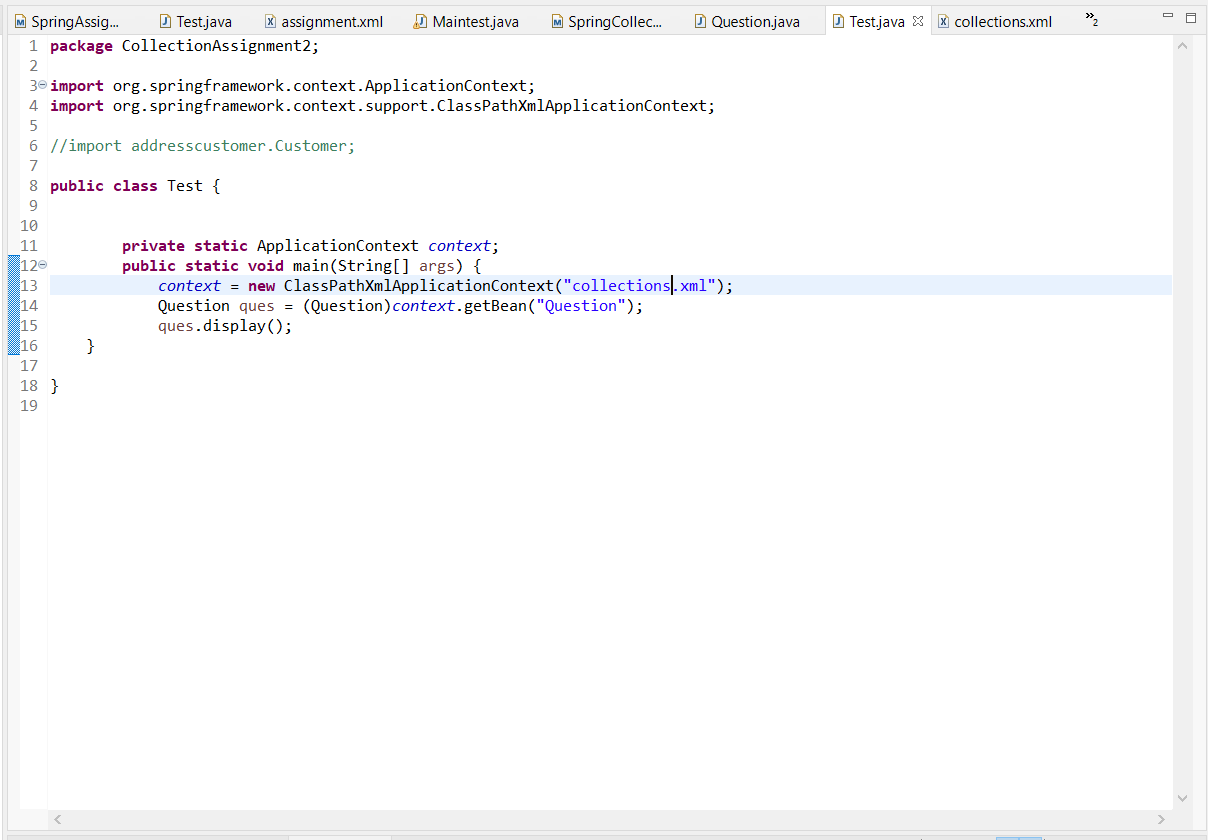 SpringAssig... Test.java assignment.xml Maintest.java SpringCollec... Question.java Test.java collections.xml »2
1 package CollectionAssignment2;
2
3 import org.springframework.context.ApplicationContext;
4 import org.springframework.context.support.ClassPathXmlApplicationContext;
5
6 //import addresscustomer.Customer;
7
8 public class Test {
9
10
11         private static ApplicationContext context;
12         public static void main(String[] args) {
13             context = new ClassPathXmlApplicationContext("collections.xml");
14             Question ques = (Question)context.getBean("Question");
15             ques.display();
16     }
17
18 }
19